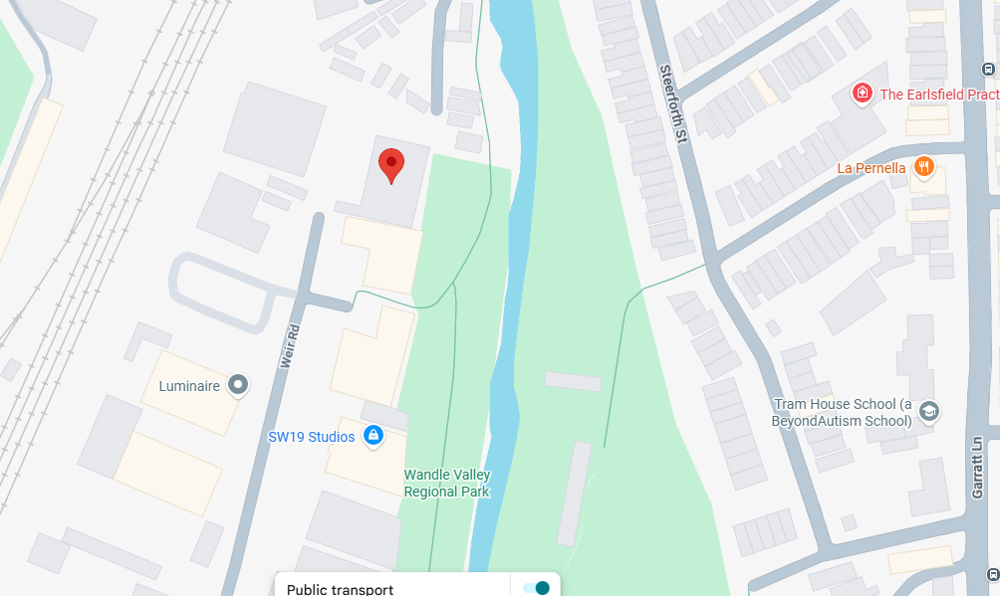 Steerforth St
The Earlsfield Pract
La Pernella
Weir Rd
Luminaire
Tram House School (a
BeyondAutism School)
SW19 Studios
Garratt Ln
Wandle Valley
Regional Park
Public transport